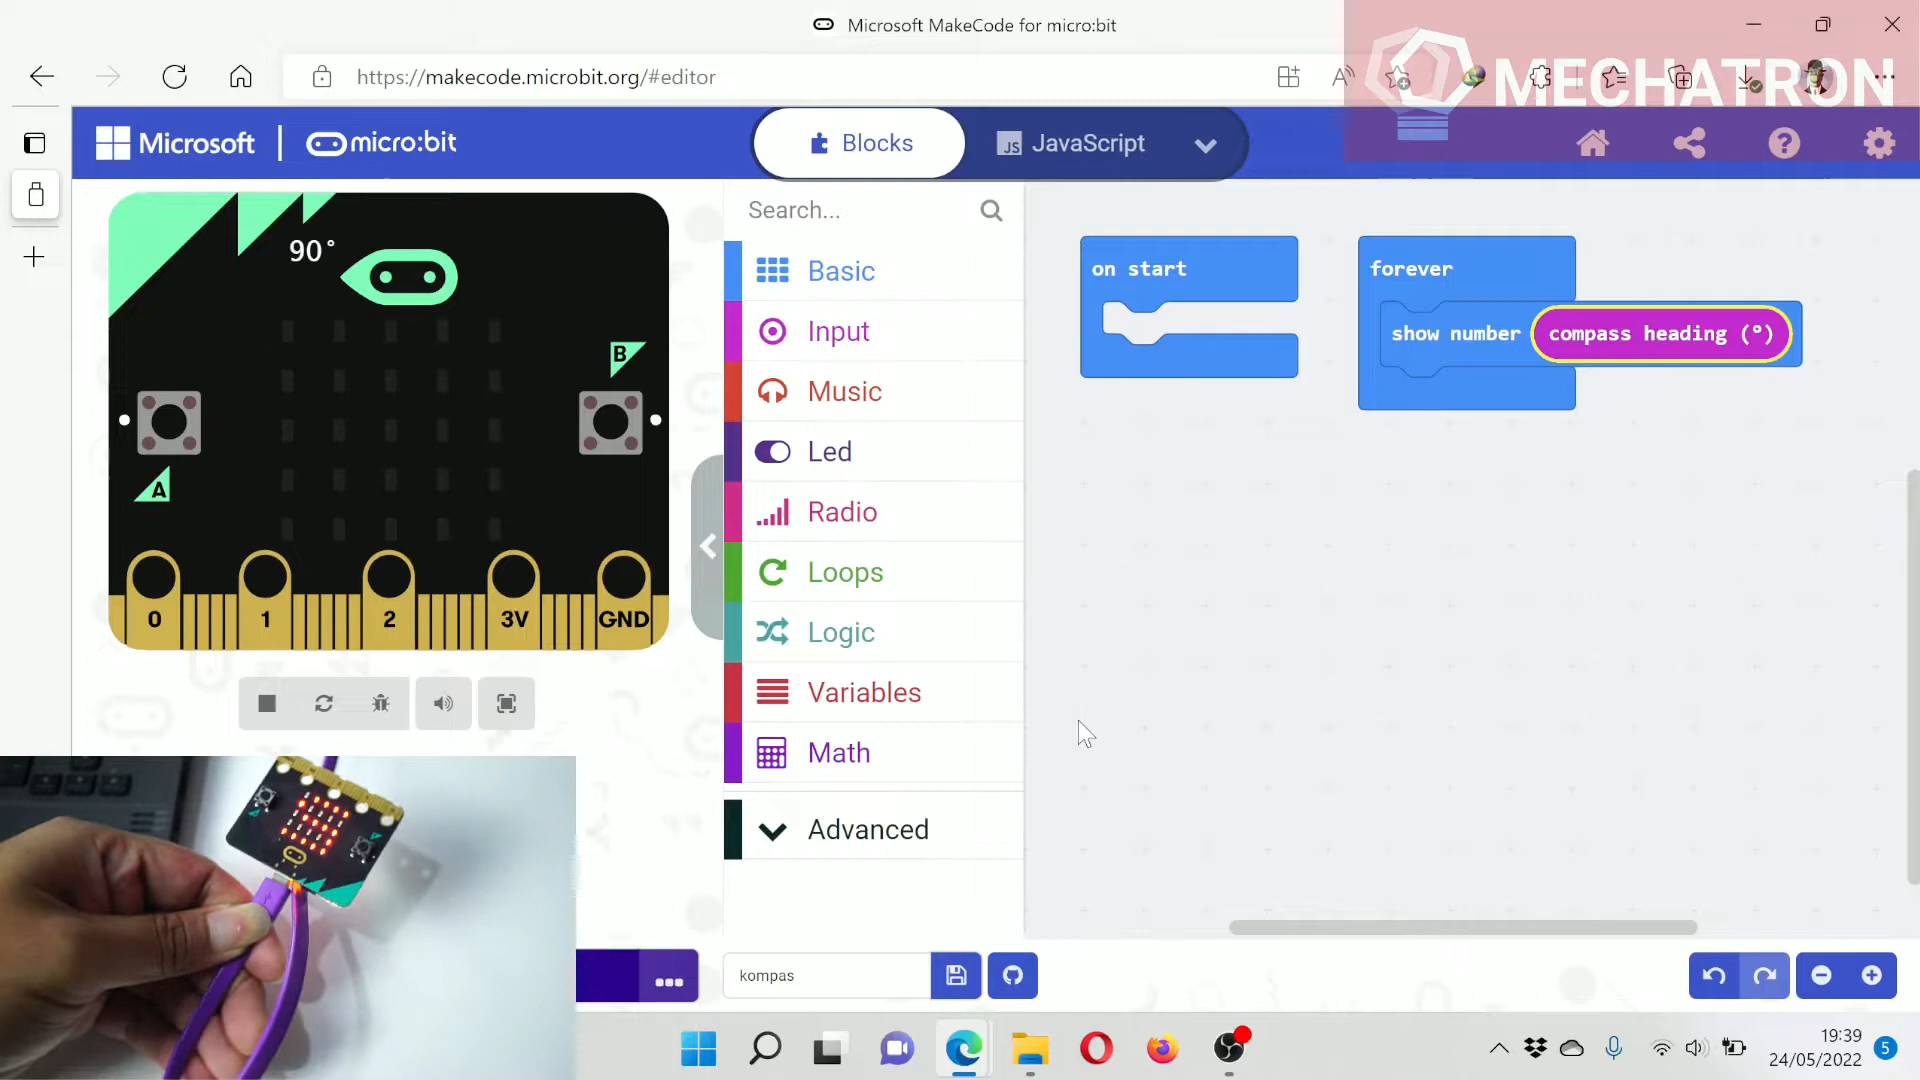 Microsoft MakeCode for micro:bit
https://makecode.microbit.org/#editor
MECHATRON
Microsoft
micro:bit
Blocks
JS
JavaScript
Search...
90°
B
A
0
1
2
3V
GND
Basic
Input
Music
Led
Radio
Loops
Logic
Variables
Math
Advanced
on start
forever
show number
compass heading (°)
kompas
19:39
24/05/2022
5